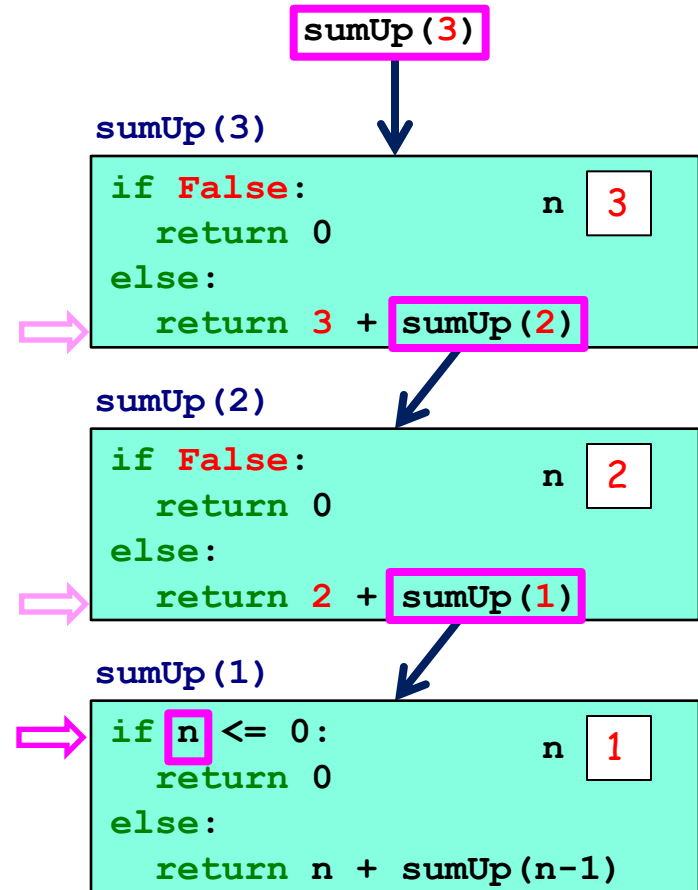 sumUp(3)
sumUp(3)
if False:
n 3
return 0
else:
return 3 + sumUp(2)
sumUp(2)
if False:
n 2
return 0
else:
return 2 + sumUp(1)
sumUp(1)
if n <= 0:
n 1
return 0
else:
return n + sumUp(n-1)